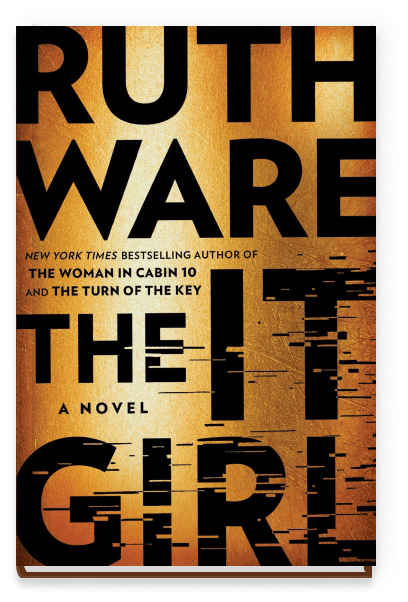 RUTH
WARE
NEW YORK TIMES BESTSELLING AUTHOR OF
THE WOMAN IN CABIN 10
AND THE TURN OF THE KEY
THE IT
A NOVEL
GIRL